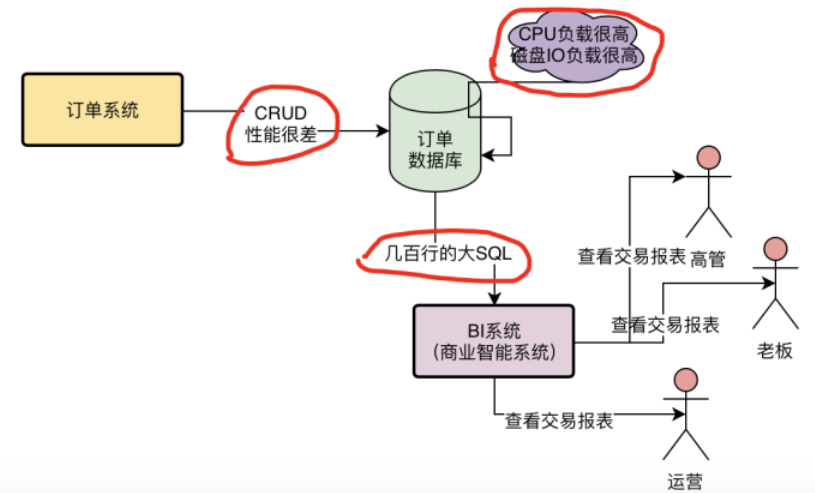 CPU负载很高
磁盘IO负载很高
订单系统
CRUD
性能很差
订单
数据库
几百行的大SQL
查看交易报表
高管
查看交易报表
老板
BI系统
（商业智能系统）
查看交易报表
运营